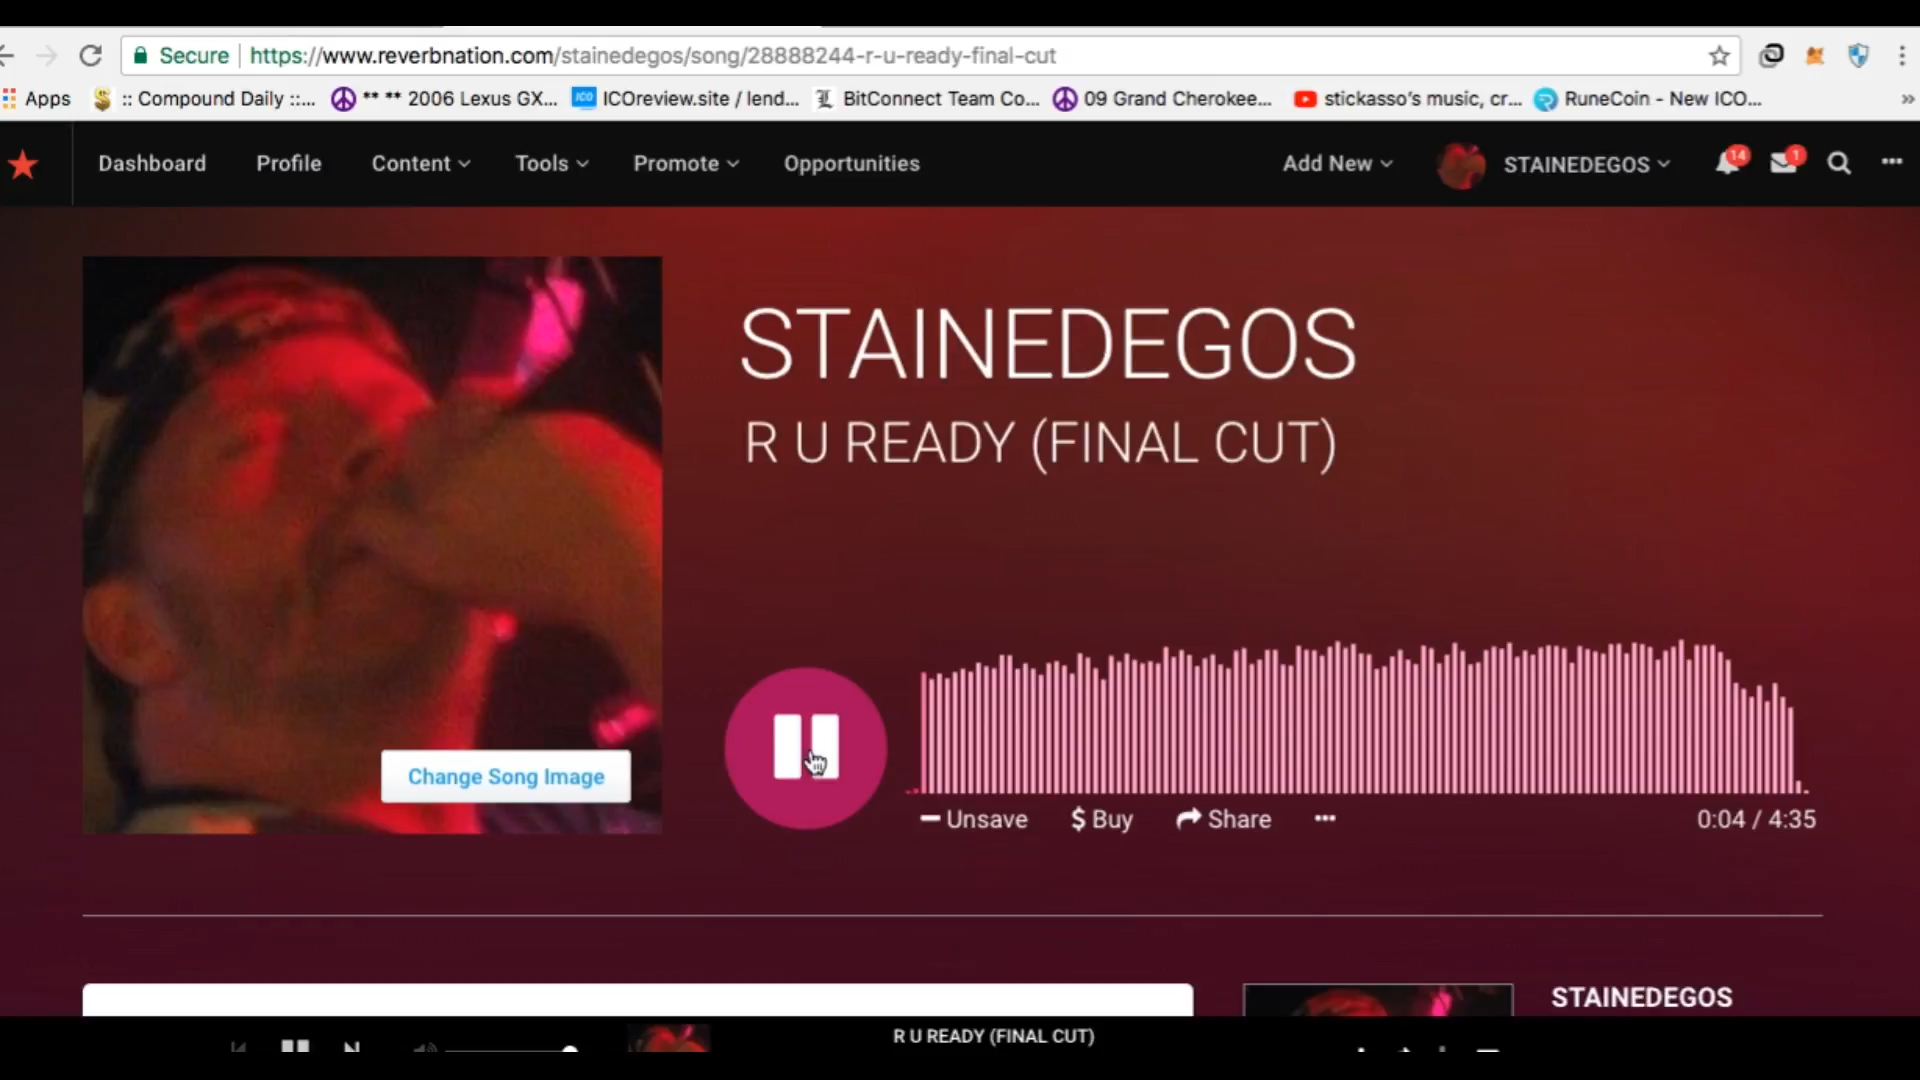 Secure https://www.reverbnation.com/stainedegos/song/28888244-r-u-ready-final-cut
Apps :: Compound Daily ::... ** ** 2006 Lexus GX... ICO ICOreview.site / lend... BitConnect Team Co... 09 Grand Cherokee... stickasso's music, cr... RuneCoin - New ICO... »
Dashboard Profile Content Tools Promote Opportunities Add New STAINEDEGOS 14 1
STAINEDEGOS
R U READY (FINAL CUT)
Change Song Image
Unsave $ Buy Share 0:04 / 4:35
STAINEDEGOS
R U READY (FINAL CUT)